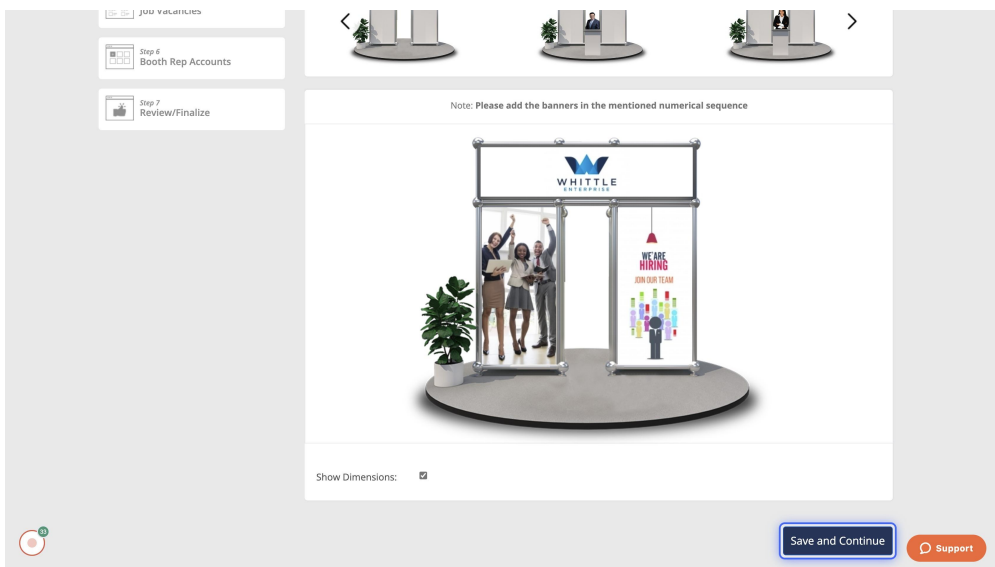 Job Vacancies
Step 6
Booth Rep Accounts
Step 7
Review/Finalize
Note: Please add the banners in the mentioned numerical sequence
WHITTLE
ENTERPRISE
WE'ARE
HIRING
JOIN OUR TEAM
Show Dimensions:
33
Save and Continue
Support